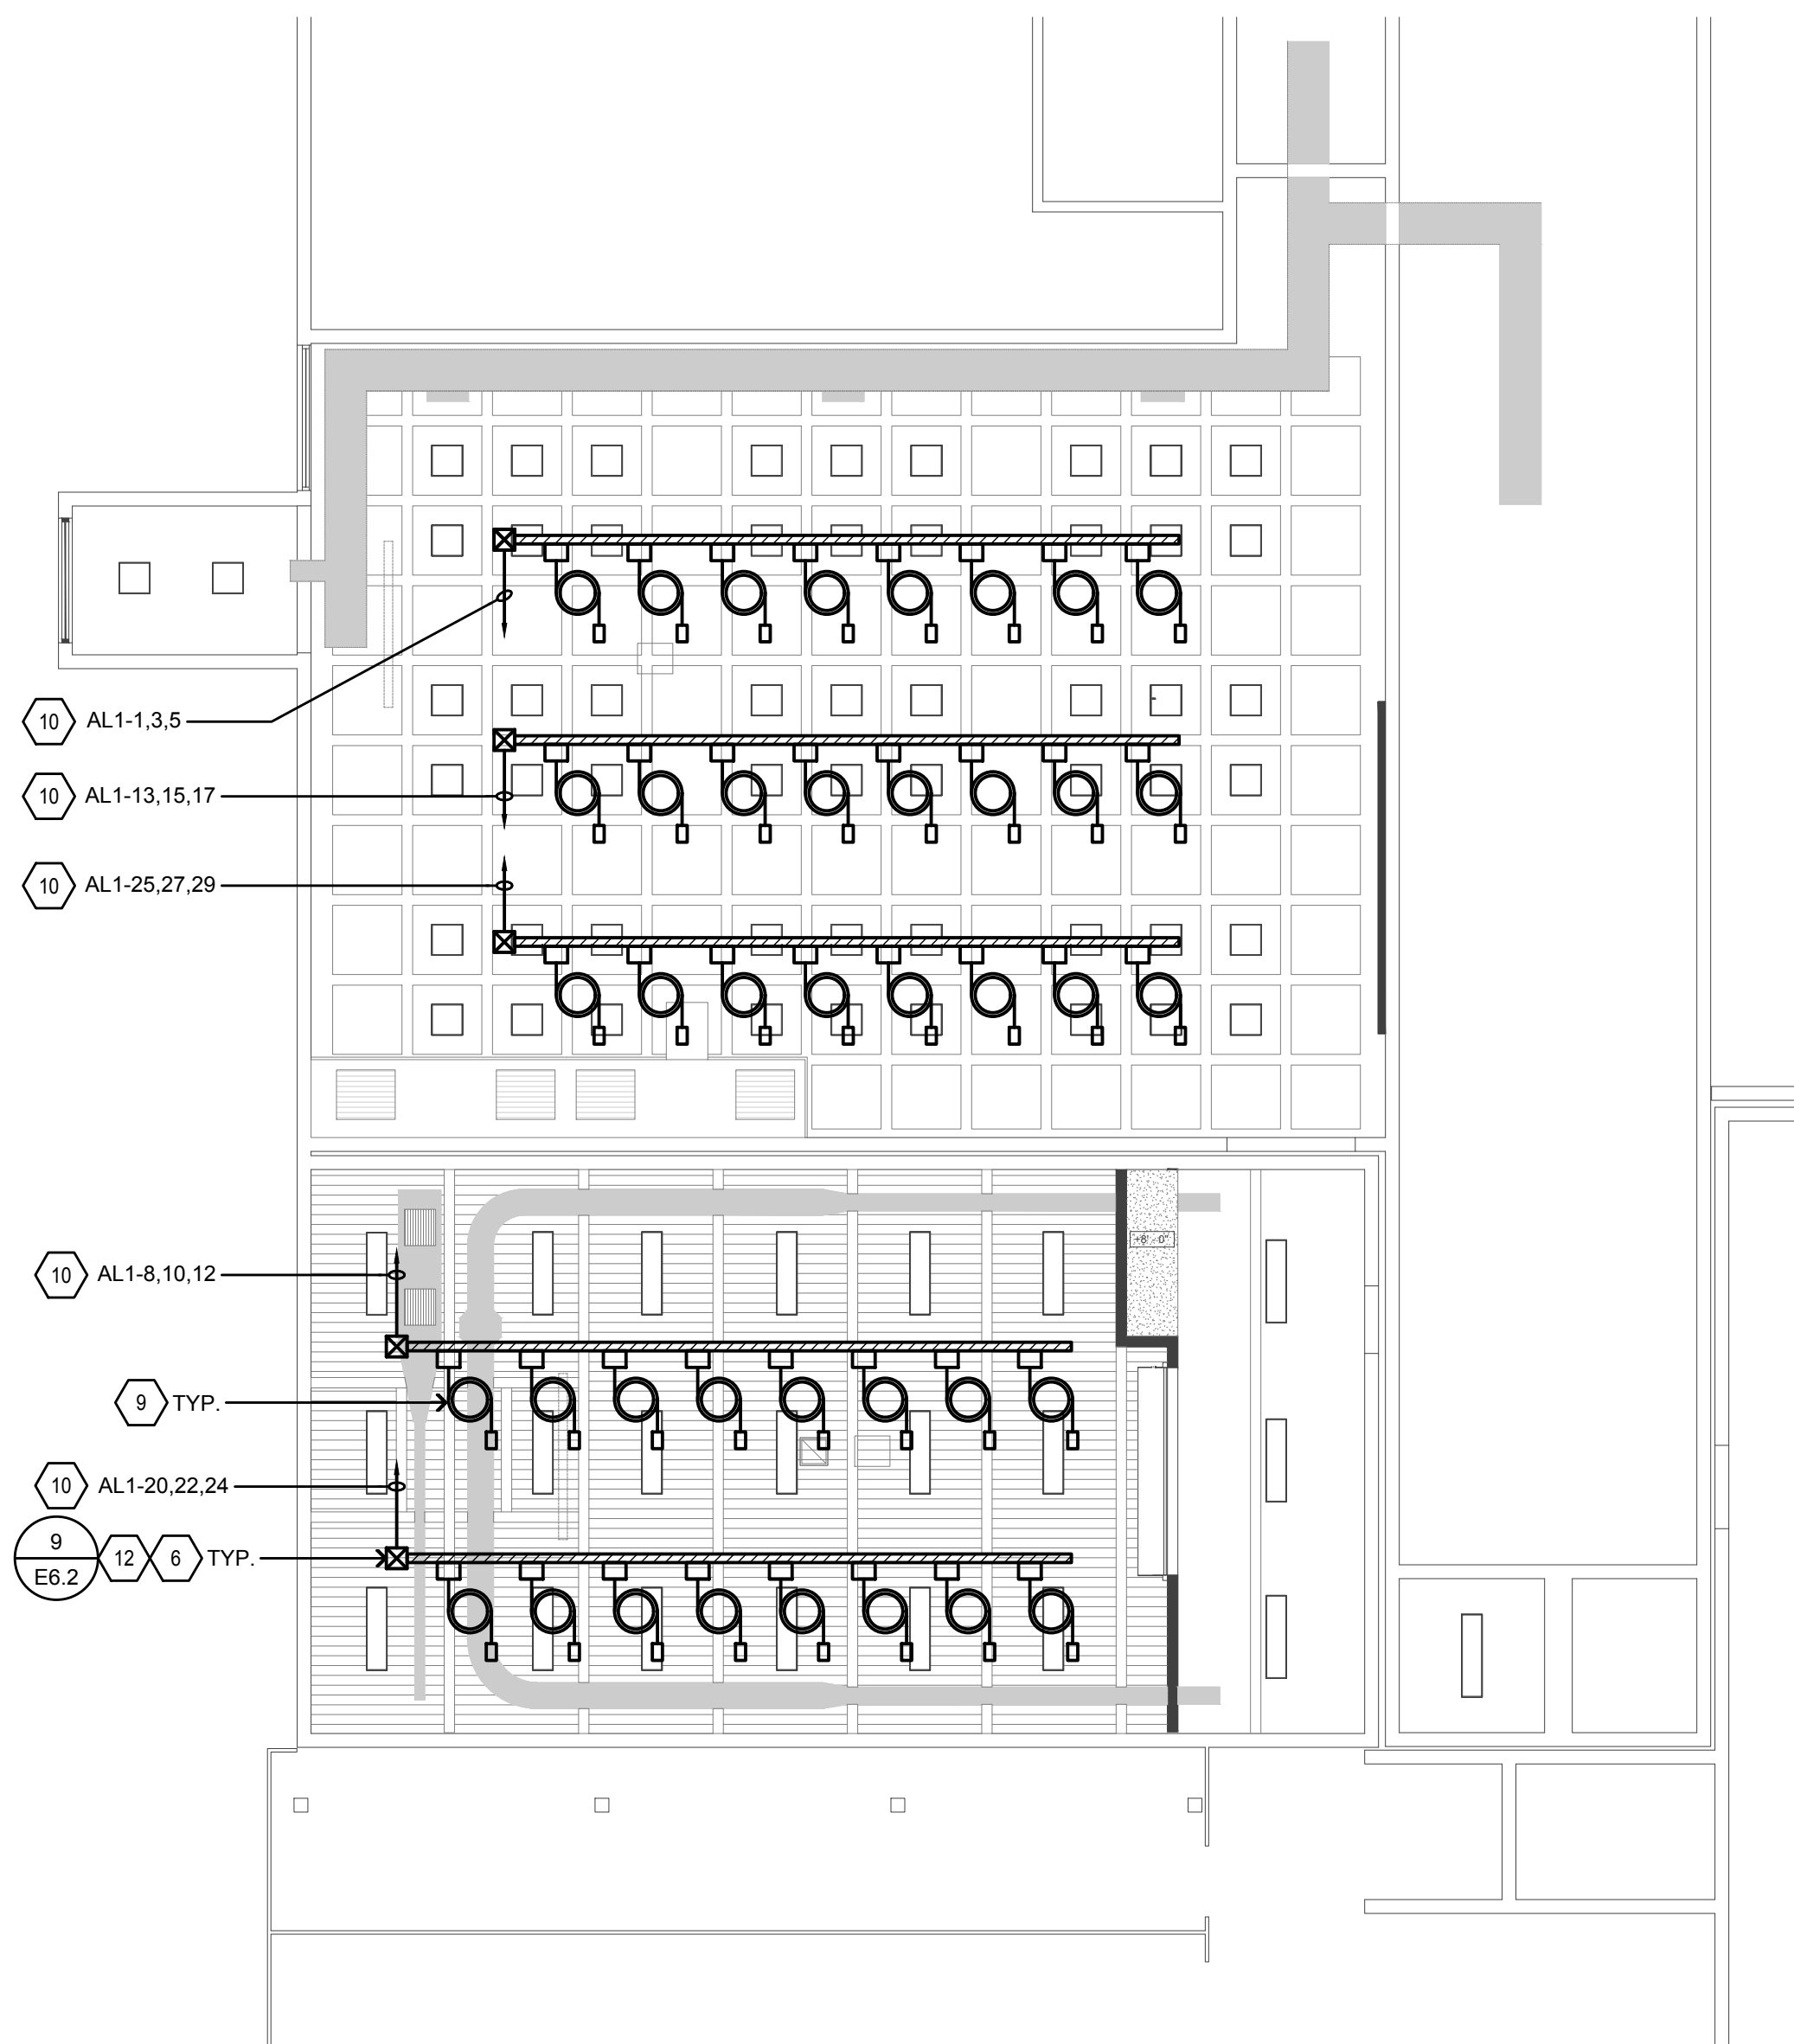 10 AL1-1,3,5
10 AL1-13,15,17
10 AL1-25,27,29
+8' - 0"
10 AL1-8,10,12
9 TYP.
10 AL1-20,22,24
9
12 6 TYP.
E6.2